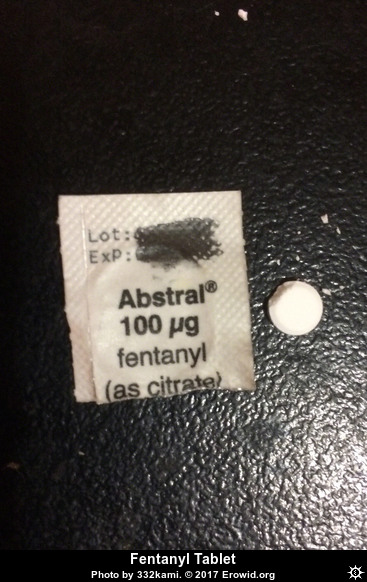 Lot:
Exp:
Abstral®
100 µg
fentanyl
(as citrate)
Fentanyl Tablet
Photo by 332kami. © 2017 Erowid.org